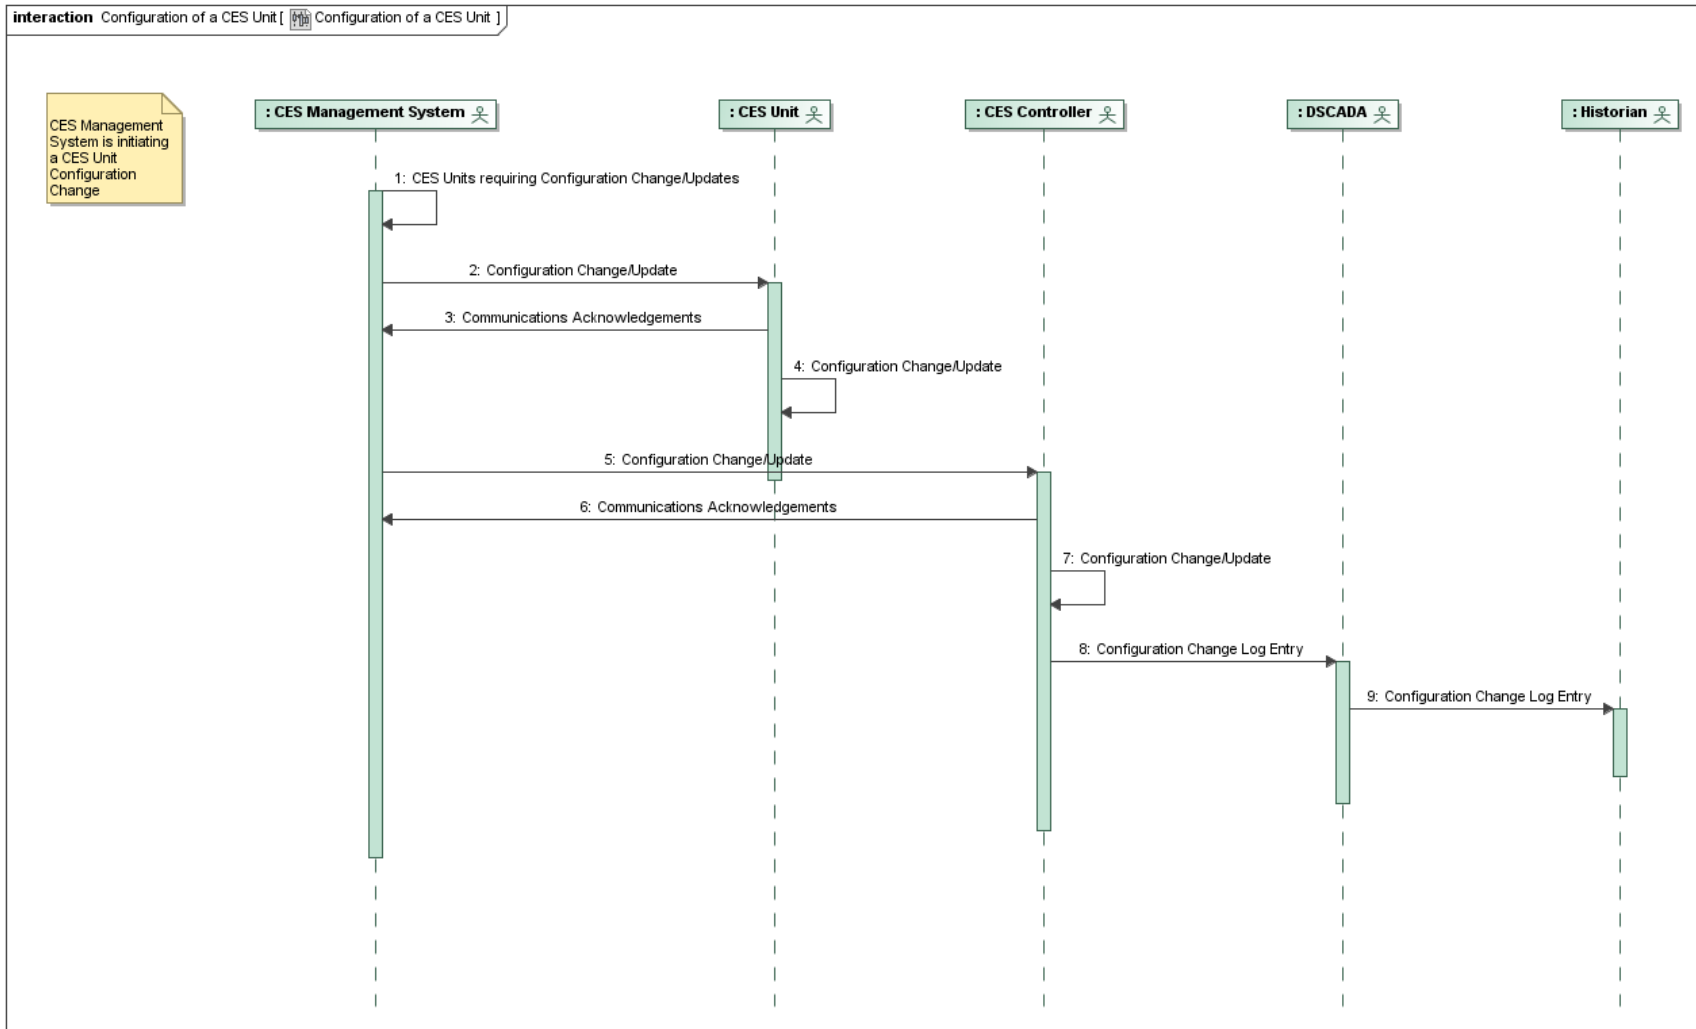 interaction Configuration of a CES Unit [ Configuration of a CES Unit ]
CES Management
System is initiating
a CES Unit
Configuration
Change
: CES Management System
: CES Unit
: CES Controller
: DSCADA
: Historian
1: CES Units requiring Configuration Change/Updates
2: Configuration Change/Update
3: Communications Acknowledgements
4: Configuration Change/Update
5: Configuration Change/Update
6: Communications Acknowledgements
7: Configuration Change/Update
8: Configuration Change Log Entry
9: Configuration Change Log Entry